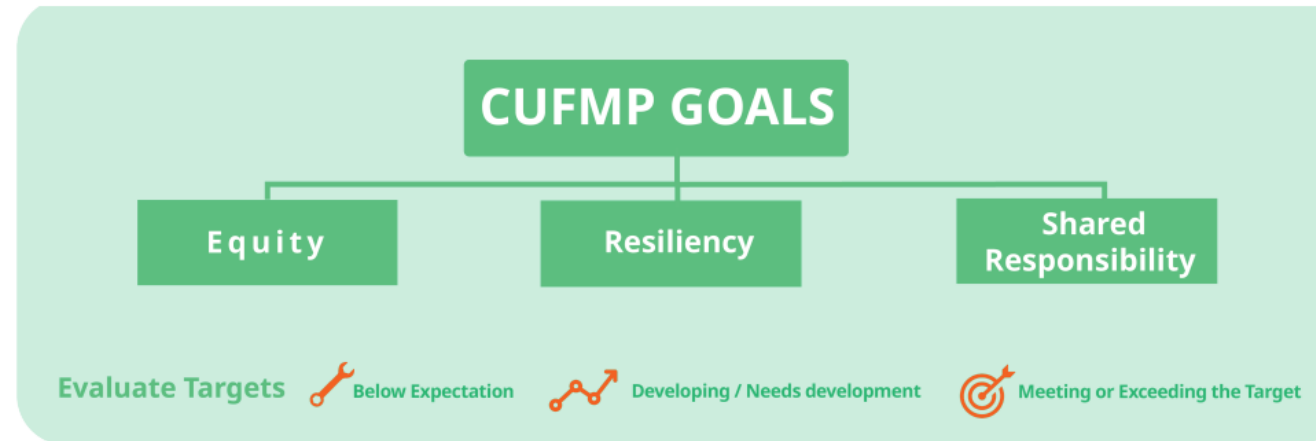 CUFMP GOALS
Equity
Resiliency
Shared
Responsibility
Evaluate Targets
Below Expectation
Developing / Needs development
Meeting or Exceeding the Target